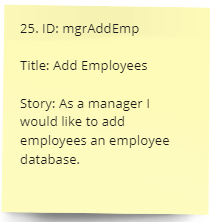 25. ID: mgrAddEmp
Title: Add Employees
Story: As a manager I
would like to add
employees an employee
database.